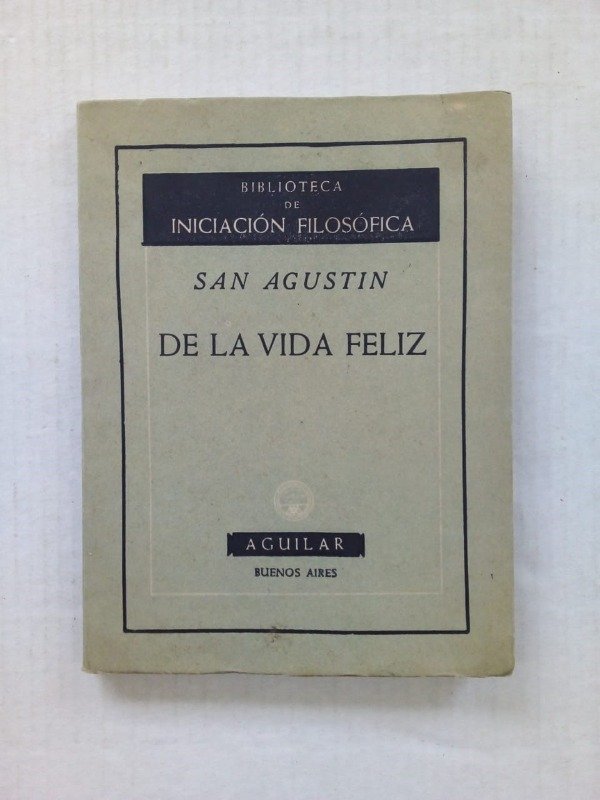 BIBLIOTECA
DE
INICIACIÓN FILOSÓFICA
SAN AGUSTIN
DE LA VIDA FELIZ
AGUILAR
BUENOS AIRES